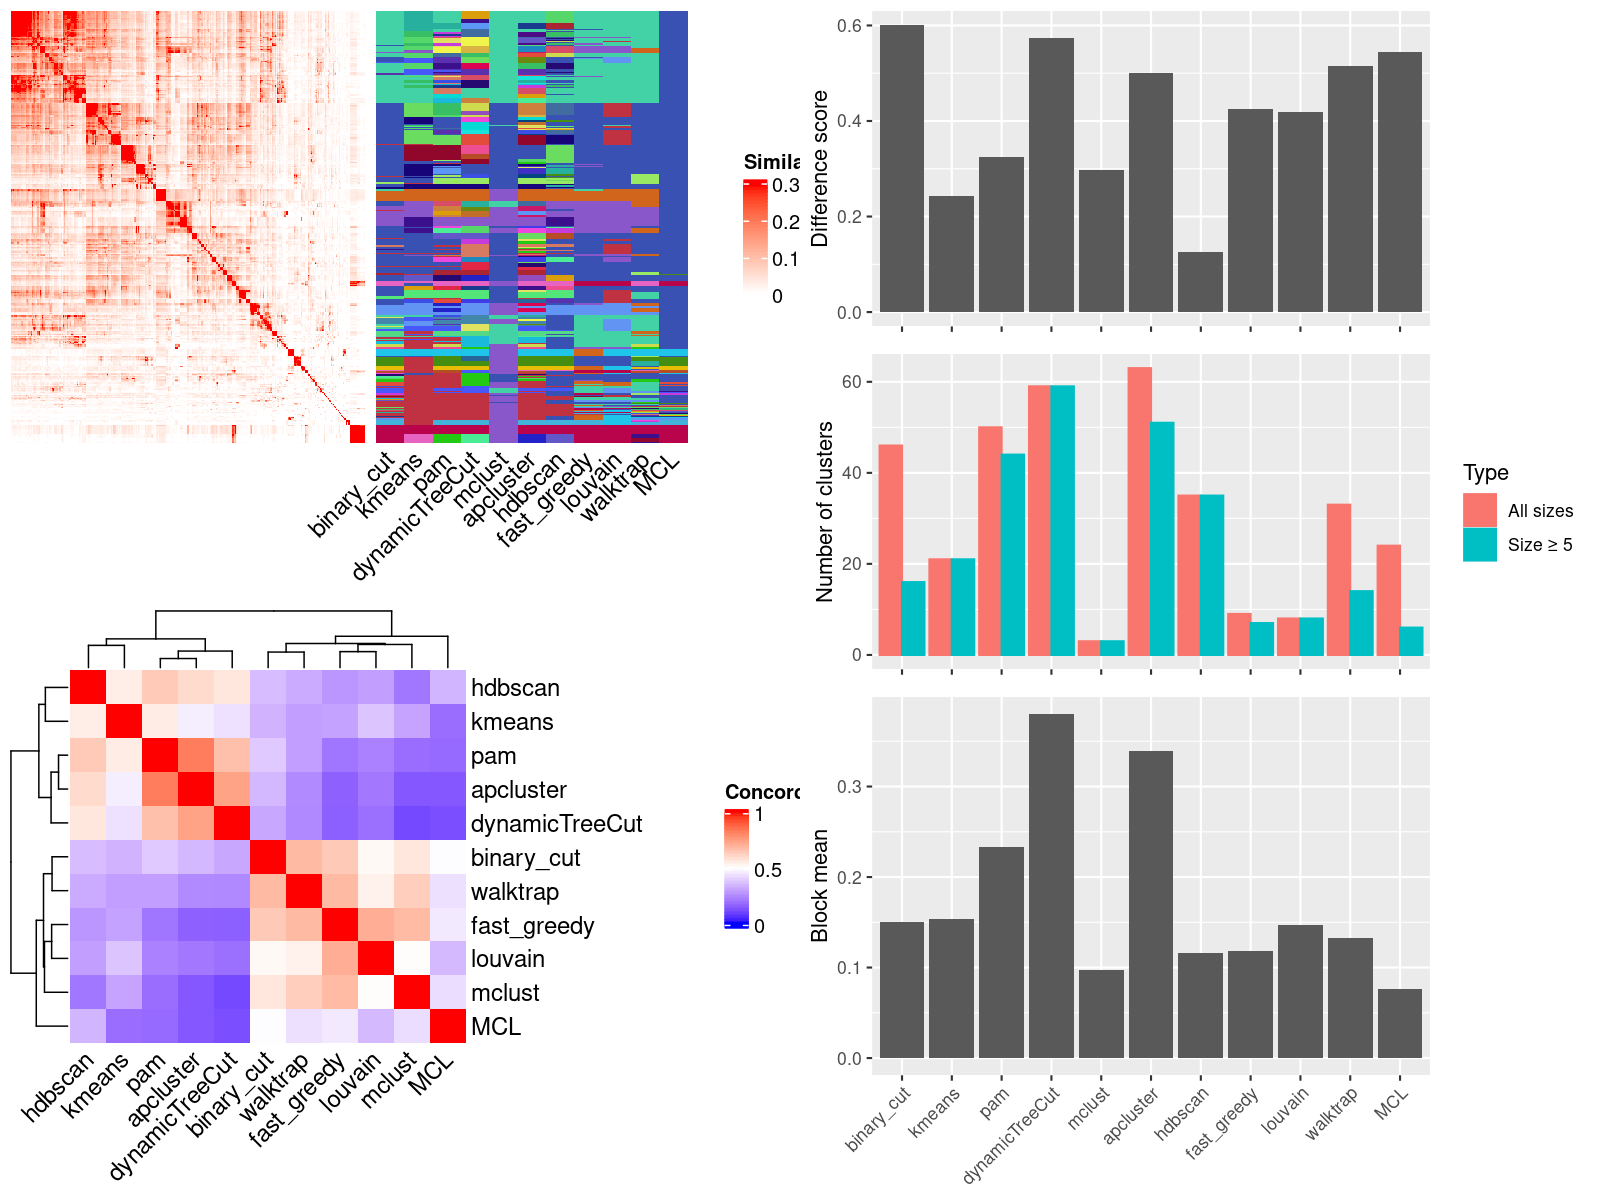 Simila
0.3
0.2
0.1
0
binary_cut
kmeans
pam
dynamicTreeCut
mclust
apcluster
hdbscan
fast_greedy
louvain
walktrap
MCL
hdbscan
kmeans
pam
apcluster
dynamicTreeCut
binary_cut
walktrap
fast_greedy
louvain
mclust
MCL
hdbscan
kmeans
pam
apcluster
dynamicTreeCut
binary_cut
walktrap
fast_greedy
louvain
mclust
MCL
Concord
1
0.5
0
Difference score
0.6
0.4
0.2
0.0
Number of clusters
60
40
20
0
Type
All sizes
Size ≥ 5
Block mean
0.3
0.2
0.1
0.0
binary_cut
kmeans
pam
dynamicTreeCut
mclust
apcluster
hdbscan
fast_greedy
louvain
walktrap
MCL